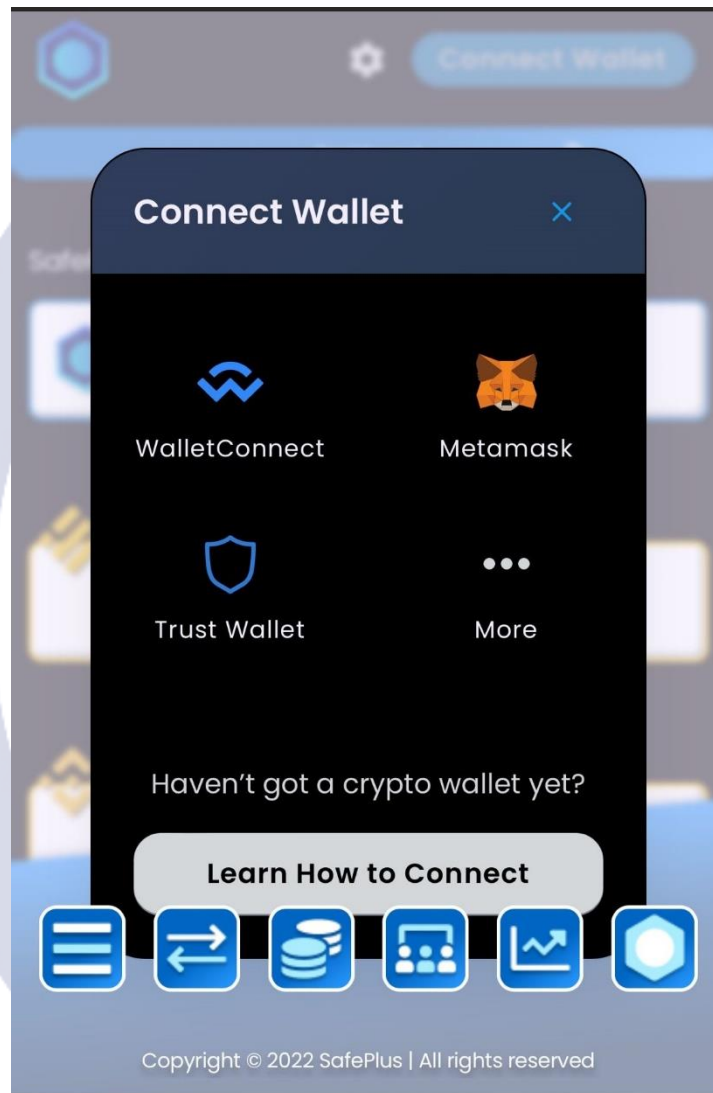 Connect Wallet
Connect Wallet
WalletConnect
Metamask
Trust Wallet
More
Haven’t got a crypto wallet yet?
Learn How to Connect
Copyright © 2022 SafePlus | All rights reserved